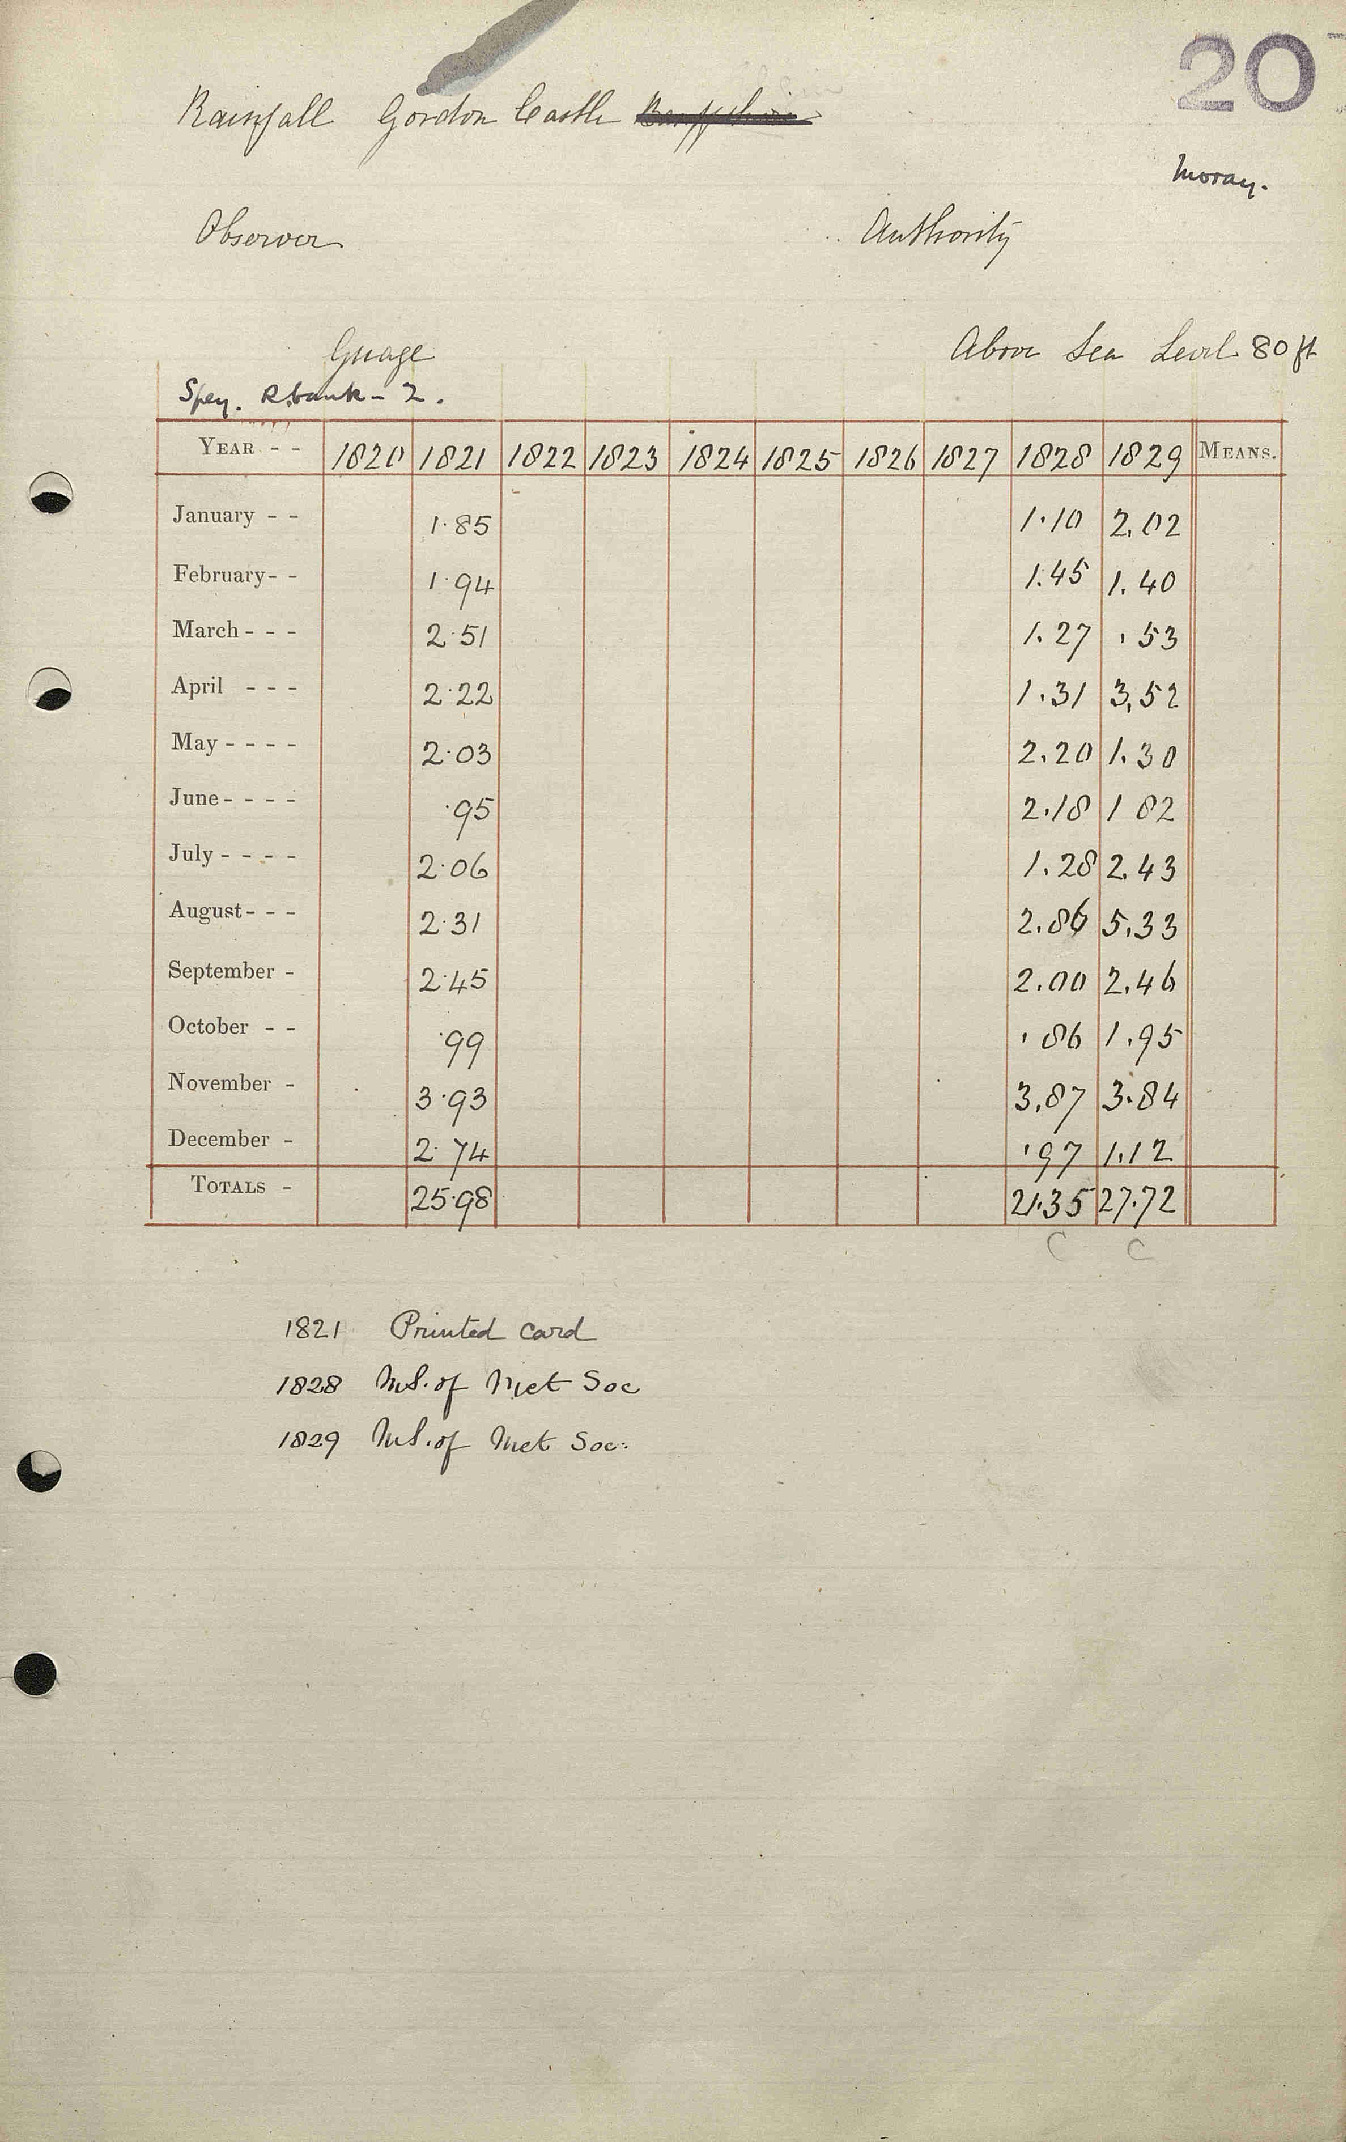 20
Rainfall Gordon Castle Banffshire
Moray.
Observer Authority
Guage Above Sea Level 80 ft
Spey. R. bank - 2.
YEAR - - 1820 1821 1822 1823 1824 1825 1826 1827 1828 1829 MEANS.
January - - 1.85 1.10 2.02
February - - 1.94 1.45 1.40
March - - - 2.51 1.27 .53
April - - - 2.22 1.31 3.52
May - - - - 2.03 2.20 1.30
June - - - - .95 2.18 1 82
July - - - - 2.06 1.28 2.43
August - - - 2.31 2.86 5.33
September - 2.45 2.00 2.46
October - - .99 .86 1.95
November - 3.93 3.87 3.84
December - 2.74 .97 1.12
TOTALS - 25.98 21.35 27.72
C C
1821 Printed card
1828 MS. of Met Soc
1829 MS. of Met Soc.